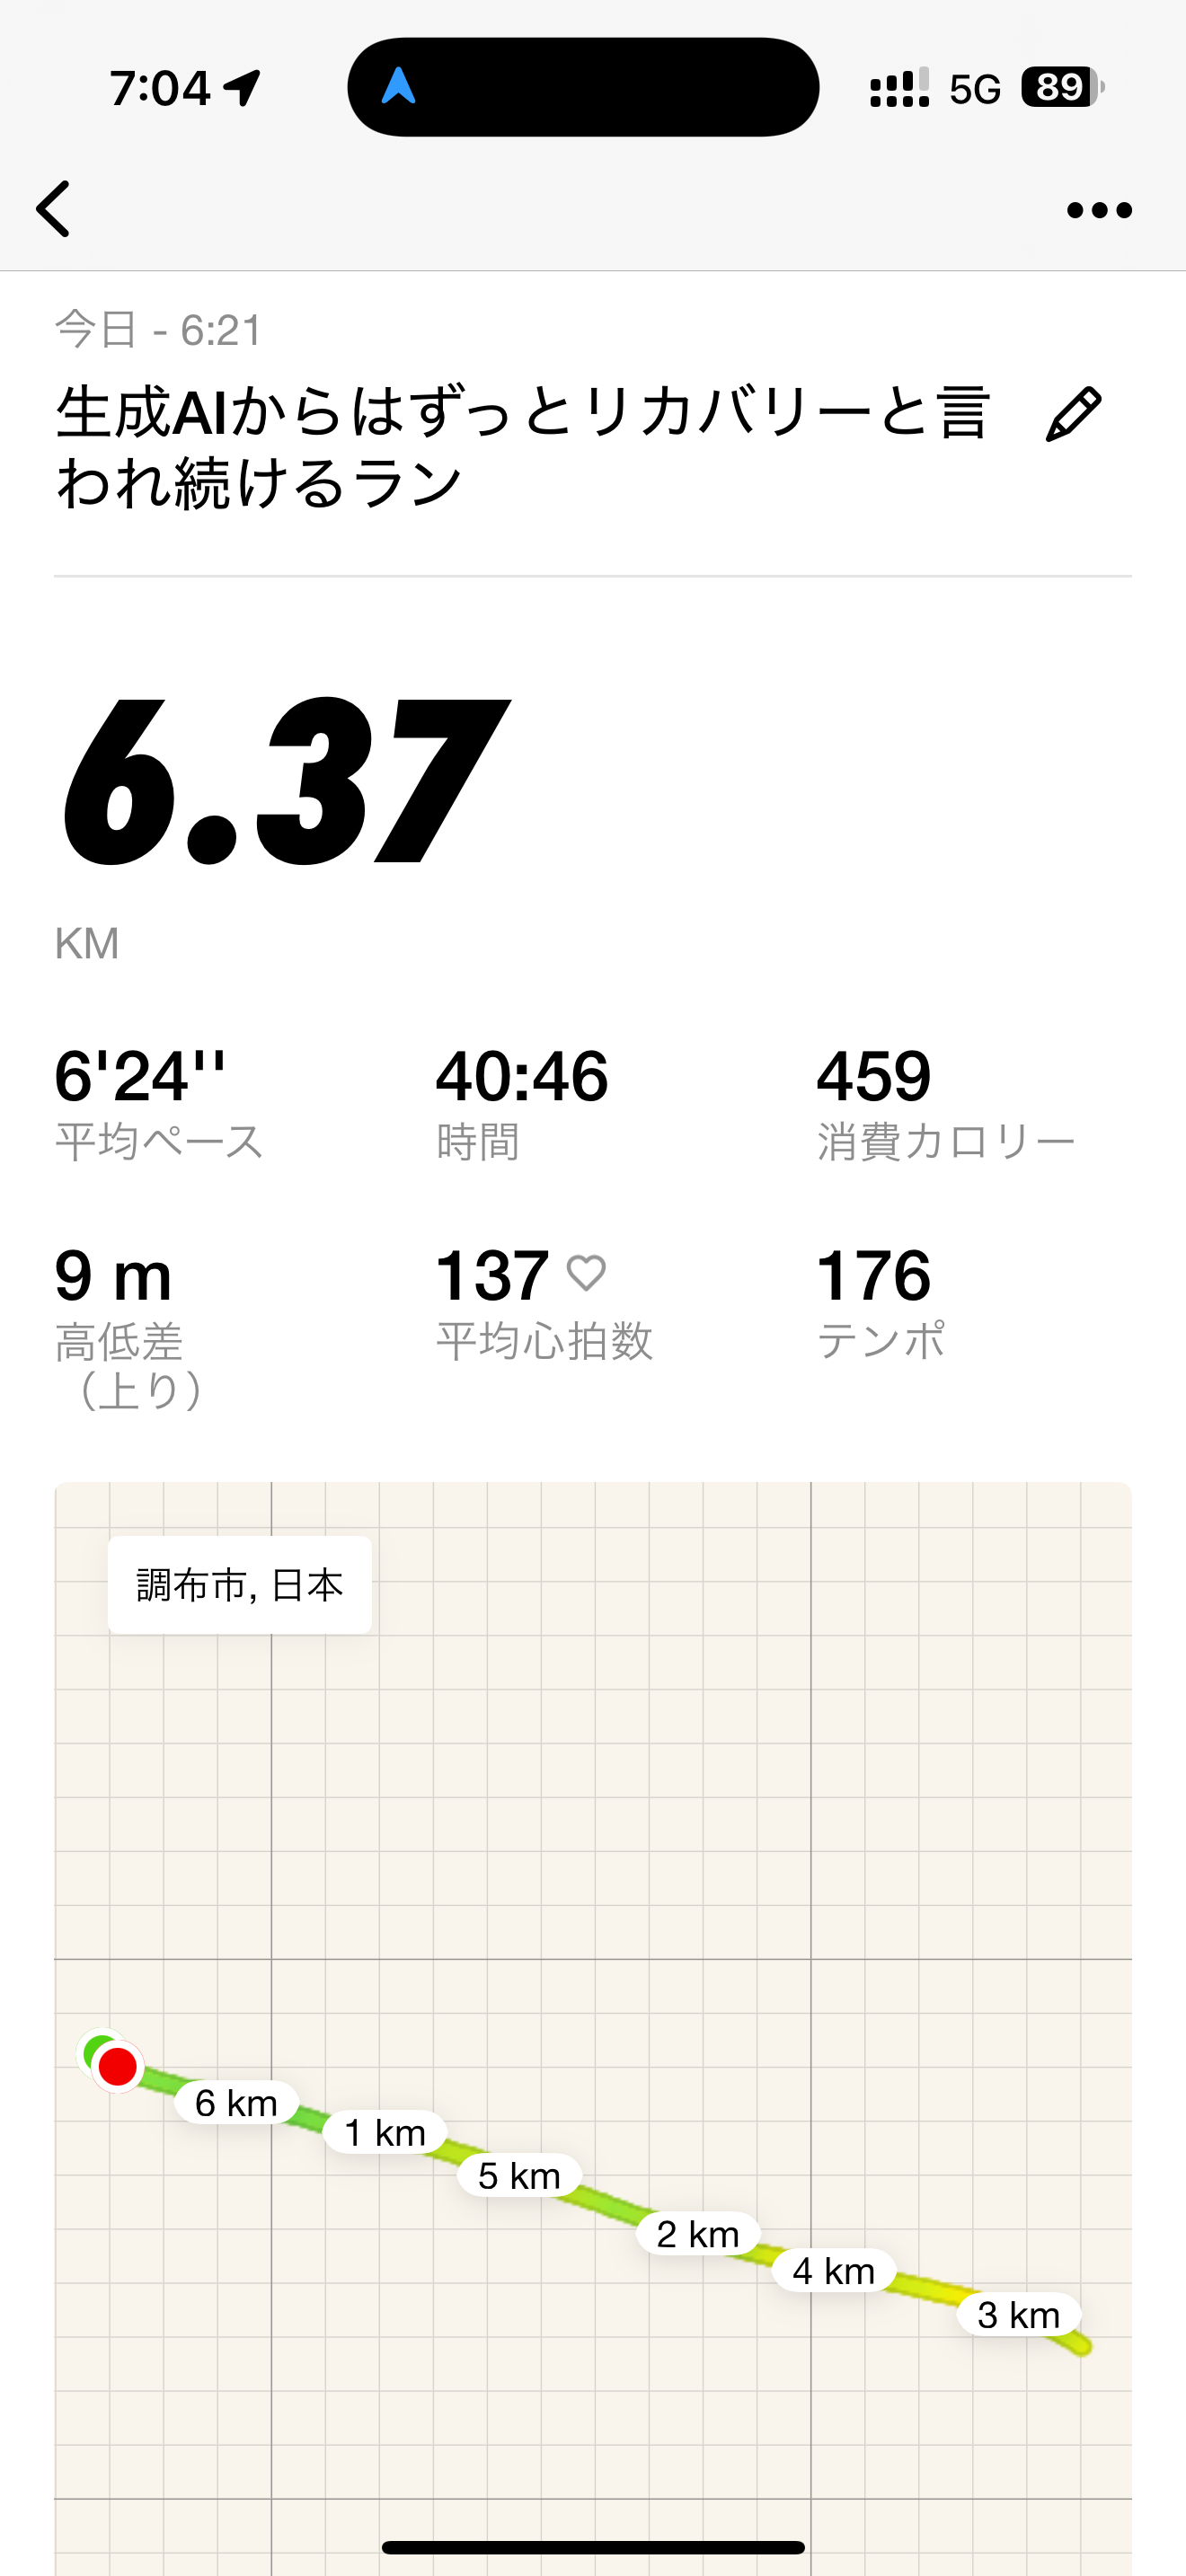 7:04
5G
89
今日 - 6:21
生成AIからはずっとリカバリーと言
われ続けるラン
6.37
KM
6'24'' 40:46 459
平均ペース 時間 消費カロリー
9 m 137 176
高低差 平均心拍数 テンポ
（上り）
調布市, 日本
6 km
1 km
5 km
2 km
4 km
3 km